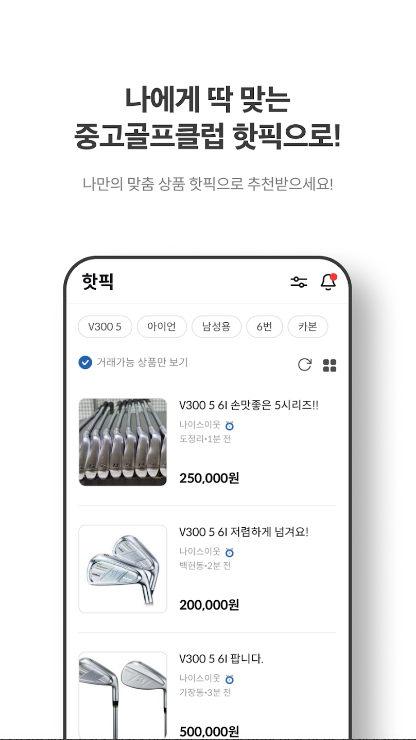 나에게 딱 맞는
중고골프클럽 핫픽으로!
나만의 맞춤 상품 핫픽으로 추천받으세요!
핫픽
V300 5
아이언
남성용
6번
카본
거래가능 상품만 보기
V300 5 6I 손맛좋은 5시리즈!!
나이스이웃
도정리•1분 전
250,000원
V300 5 6I 저렴하게 넘겨요!
나이스이웃
백현동•2분 전
200,000원
V300 5 6I 팝니다.
나이스이웃
가장동•3분 전
500,000원